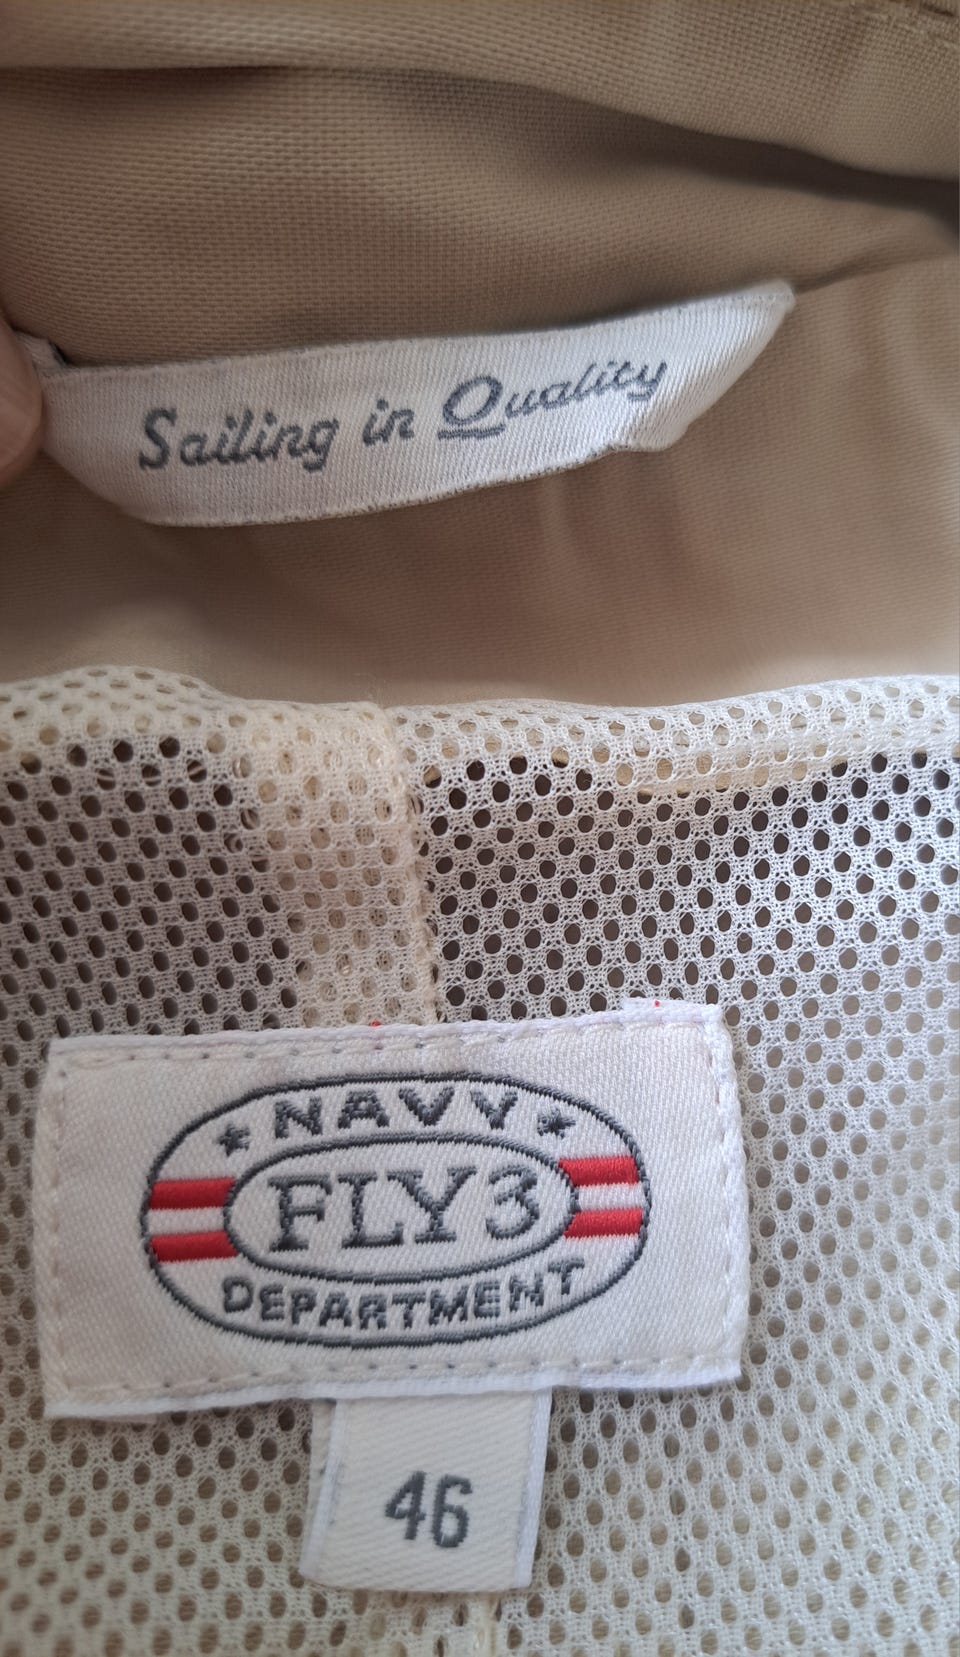 Sailing in Quality
NAVY
FLY3
DEPARTMENT
46